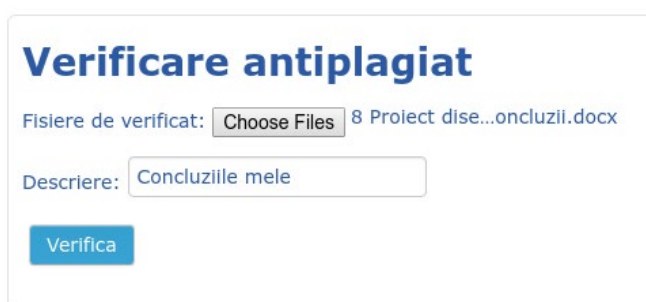 Verificare antiplagiat
Fisiere de verificat: Choose Files 8 Proiect dise...oncluzii.docx
Descriere: Concluziile mele
Verifica